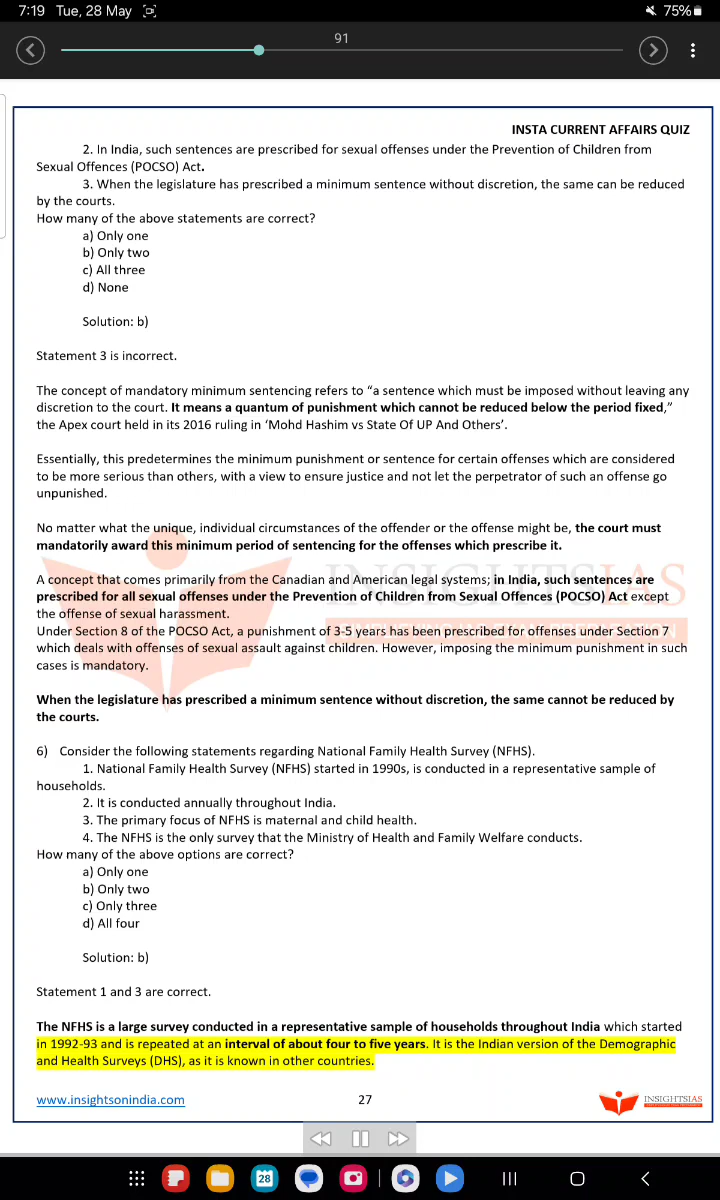 7:19 Tue, 28 May
75%
91
INSTA CURRENT AFFAIRS QUIZ
2. In India, such sentences are prescribed for sexual offenses under the Prevention of Children from
Sexual Offences (POCSO) Act.
3. When the legislature has prescribed a minimum sentence without discretion, the same can be reduced
by the courts.
How many of the above statements are correct?
a) Only one
b) Only two
c) All three
d) None
Solution: b)
Statement 3 is incorrect.
The concept of mandatory minimum sentencing refers to “a sentence which must be imposed without leaving any
discretion to the court. It means a quantum of punishment which cannot be reduced below the period fixed,”
the Apex court held in its 2016 ruling in ‘Mohd Hashim vs State Of UP And Others’.
Essentially, this predetermines the minimum punishment or sentence for certain offenses which are considered
to be more serious than others, with a view to ensure justice and not let the perpetrator of such an offense go
unpunished.
No matter what the unique, individual circumstances of the offender or the offense might be, the court must
mandatorily award this minimum period of sentencing for the offenses which prescribe it.
INSIGHTSIAS
A concept that comes primarily from the Canadian and American legal systems; in India, such sentences are
prescribed for all sexual offenses under the Prevention of Children from Sexual Offences (POCSO) Act except
the offense of sexual harassment.
Under Section 8 of the POCSO Act, a punishment of 3-5 years has been prescribed for offenses under Section 7
which deals with offenses of sexual assault against children. However, imposing the minimum punishment in such
cases is mandatory.
When the legislature has prescribed a minimum sentence without discretion, the same cannot be reduced by
the courts.
6) Consider the following statements regarding National Family Health Survey (NFHS).
1. National Family Health Survey (NFHS) started in 1990s, is conducted in a representative sample of
households.
2. It is conducted annually throughout India.
3. The primary focus of NFHS is maternal and child health.
4. The NFHS is the only survey that the Ministry of Health and Family Welfare conducts.
How many of the above options are correct?
a) Only one
b) Only two
c) Only three
d) All four
Solution: b)
Statement 1 and 3 are correct.
The NFHS is a large survey conducted in a representative sample of households throughout India which started
in 1992-93 and is repeated at an interval of about four to five years. It is the Indian version of the Demographic
and Health Surveys (DHS), as it is known in other countries.
www.insightsonindia.com
27
INSIGHTSIAS
28